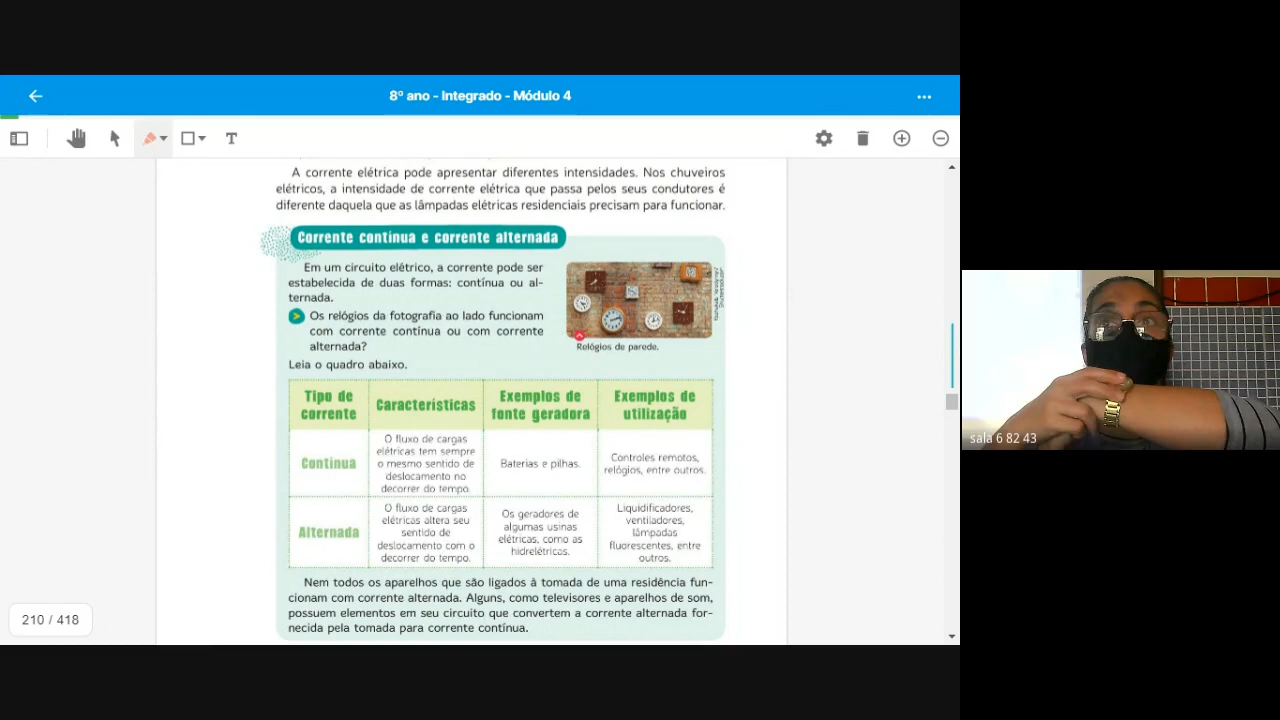 8º ano - Integrado - Módulo 4
T
A corrente elétrica pode apresentar diferentes intensidades. Nos chuveiros
elétricos, a intensidade de corrente elétrica que passa pelos seus condutores é
diferente daquela que as lâmpadas elétricas residenciais precisam para funcionar.
Corrente contínua e corrente alternada
Em um circuito elétrico, a corrente pode ser
estabelecida de duas formas: contínua ou al-
ternada.
Os relógios da fotografia ao lado funcionam
com corrente contínua ou com corrente
alternada?
Relógios de parede.
Leia o quadro abaixo.
Tipo de
corrente
Características
Exemplos de
fonte geradora
Exemplos de
utilização
Contínua
O fluxo de cargas
elétricas tem sempre
o mesmo sentido de
deslocamento no
decorrer do tempo.
Baterias e pilhas.
Controles remotos,
relógios, entre outros.
Alternada
O fluxo de cargas
elétricas altera seu
sentido de
deslocamento com o
decorrer do tempo.
Os geradores de
algumas usinas
elétricas, como as
hidrelétricas.
Liquidificadores,
ventiladores,
lâmpadas
fluorescentes, entre
outros.
Nem todos os aparelhos que são ligados à tomada de uma residência fun-
cionam com corrente alternada. Alguns, como televisores e aparelhos de som,
possuem elementos em seu circuito que convertem a corrente alternada for-
necida pela tomada para corrente contínua.
210 / 418
sala 6 82 43